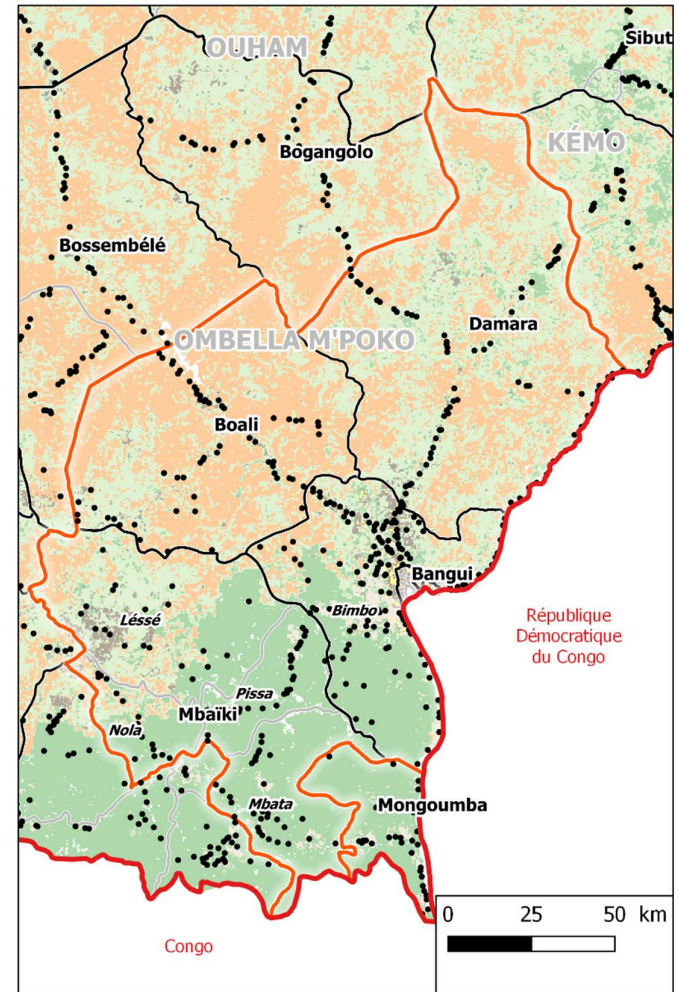 OUHAM
Sibut
KÉMO
Bogangolo
Bossembélé
Damara
OMBELLA M'POKO
Boali
Bangui
Bimbo
Léssé
République
Démocratique
du Congo
Pissa
Mbaïki
Nola
Mbata
Mongoumba
0 25 50 km
Congo